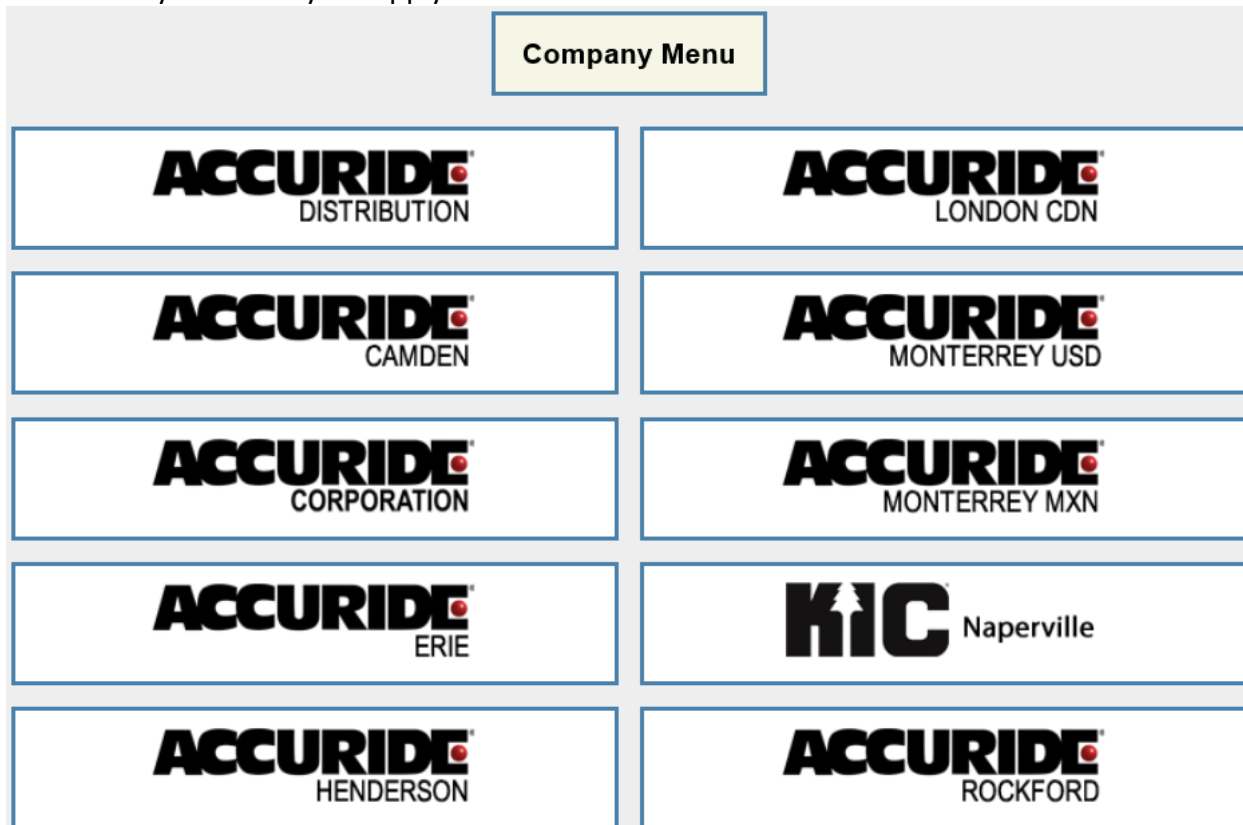 Company Menu
ACCURIDE
DISTRIBUTION
ACCURIDE
LONDON CDN
ACCURIDE
CAMDEN
ACCURIDE
MONTERREY USD
ACCURIDE
CORPORATION
ACCURIDE
MONTERREY MXN
ACCURIDE
ERIE
KIC Naperville
ACCURIDE
HENDERSON
ACCURIDE
ROCKFORD